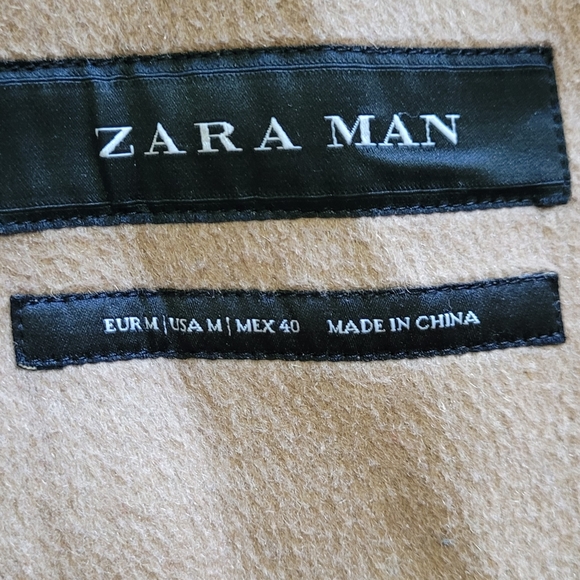 ZARA MAN
EUR M | USA M | MEX 40 MADE IN CHINA